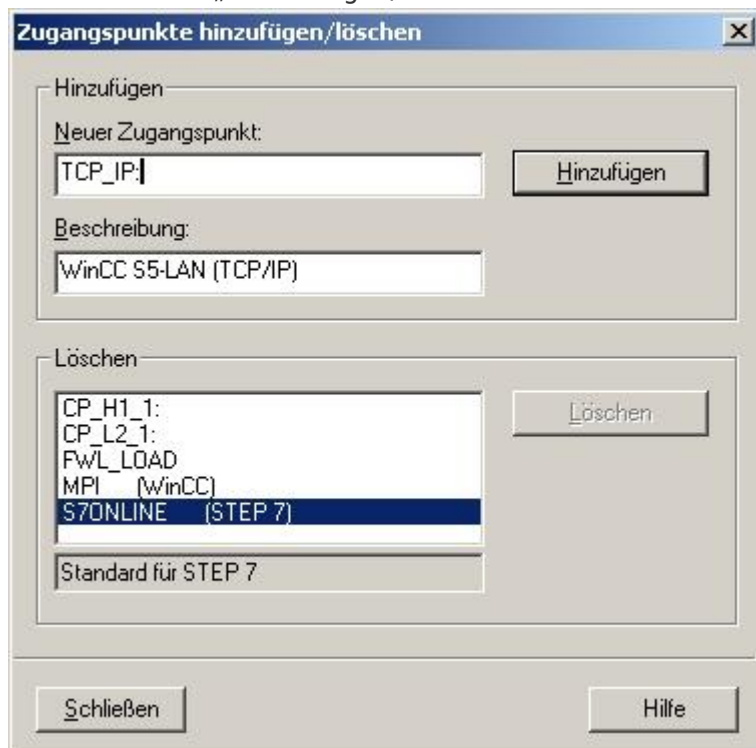 Zugangspunkte hinzufügen/löschen
Hinzufügen
Neuer Zugangspunkt:
TCP_IP:
Hinzufügen
Beschreibung:
WinCC S5-LAN (TCP/IP)
Löschen
CP_H1_1:
Löschen
CP_L2_1:
FWL_LOAD
MPI (WinCC)
S7ONLINE (STEP 7)
Standard für STEP 7
Schließen
Hilfe